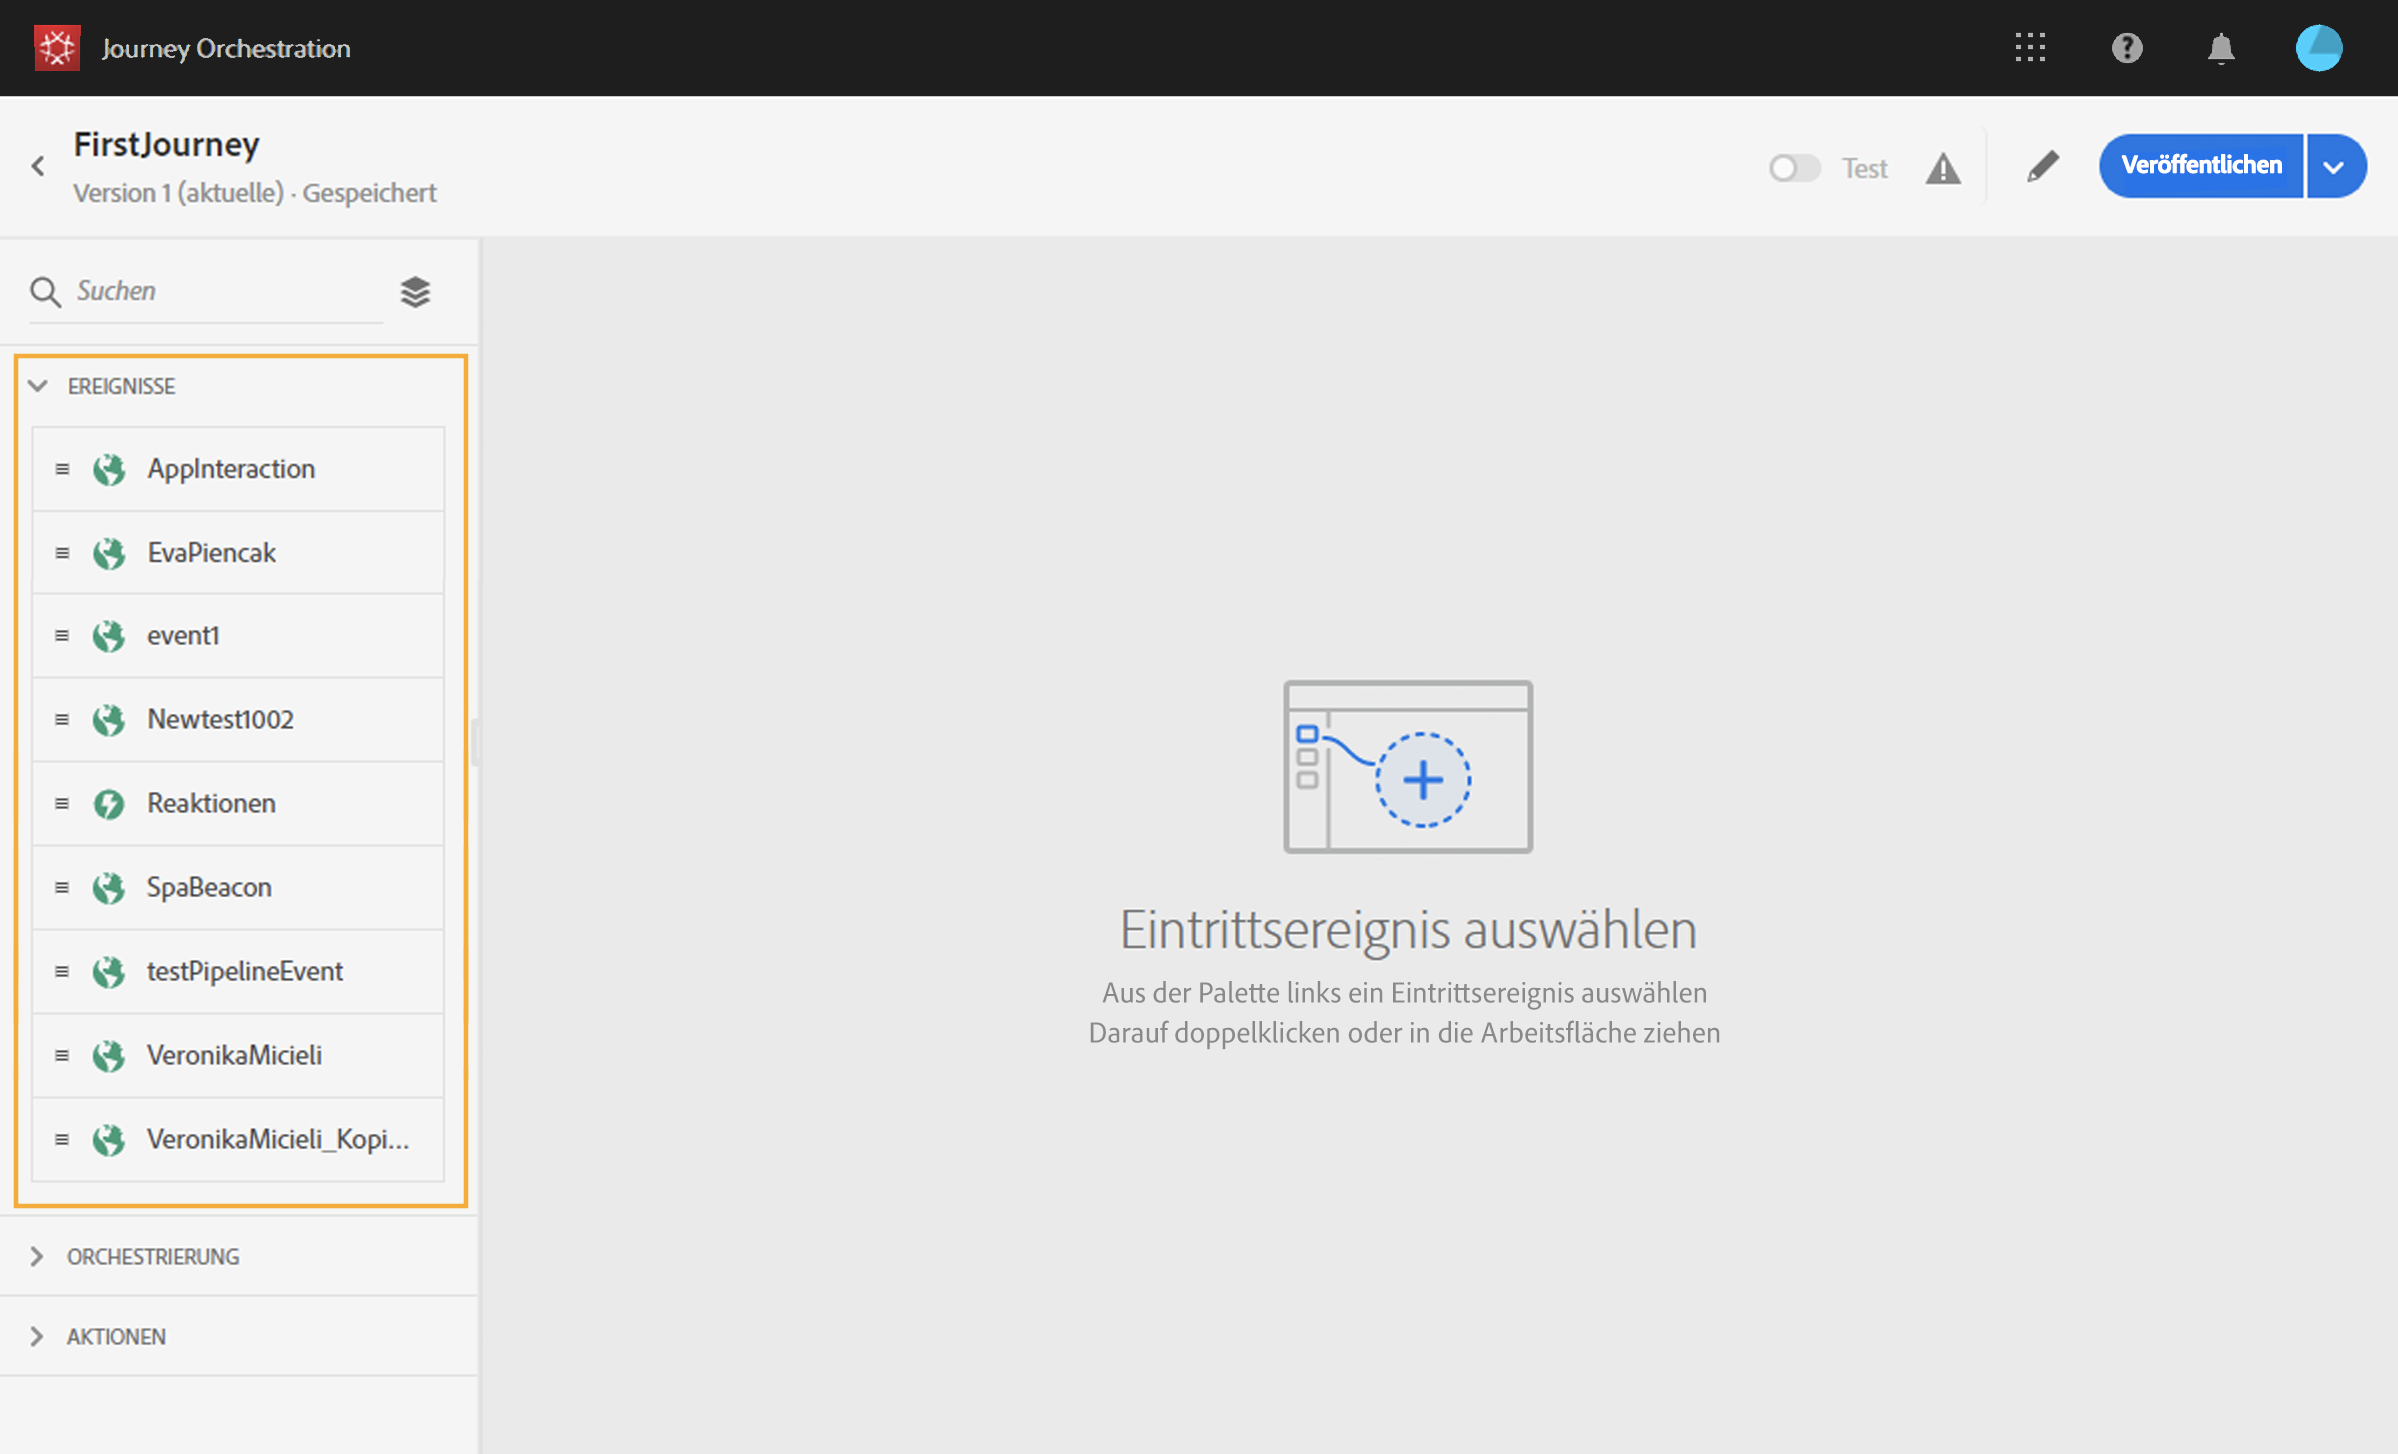 Journey Orchestration
FirstJourney
Version 1 (aktuelle) · Gespeichert
Test
Veröffentlichen
Suchen
EREIGNISSE
AppInteraction
EvaPiencak
event1
Newtest1002
Reaktionen
SpaBeacon
testPipelineEvent
VeronikaMicieli
VeronikaMicieli_Kopi...
ORCHESTRIERUNG
AKTIONEN
Eintrittsereignis auswählen
Aus der Palette links ein Eintrittsereignis auswählen
Darauf doppelklicken oder in die Arbeitsfläche ziehen